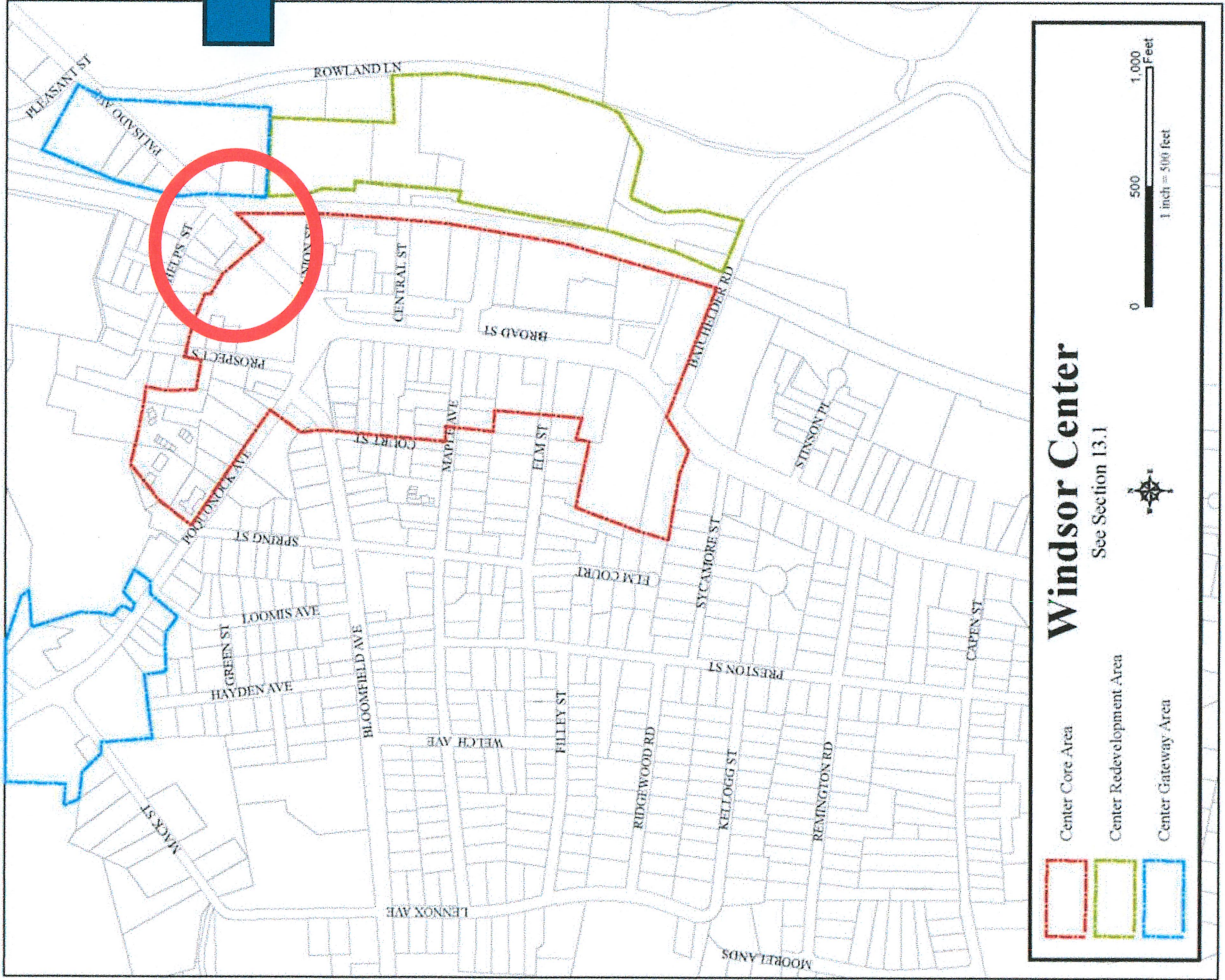 PLEASANT ST
PALISADO AVE
ROWLAND LN
HELPS ST
UNION ST
CENTRAL ST
BROAD ST
PROSPECT S
BATCHELDER RD
COURT ST
MAPLE AVE
ELM ST
STINSON PL
POQUONOCK AVE
SPRING ST
ELM COURT
SYCAMORE ST
LOOMIS AVE
GREEN ST
HAYDEN AVE
BLOOMFIELD AVE
PRESTON ST
CAPEN ST
WELCH AVE
FILLEY ST
RIDGEWOOD RD
KELLOGG ST
REMINGTON RD
MACK ST
LENNOX AVE
MOORELANDS
Windsor Center
See Section 13.1
Center Core Area
Center Redevelopment Area
Center Gateway Area
0 500 1,000
Feet
1 inch = 500 feet